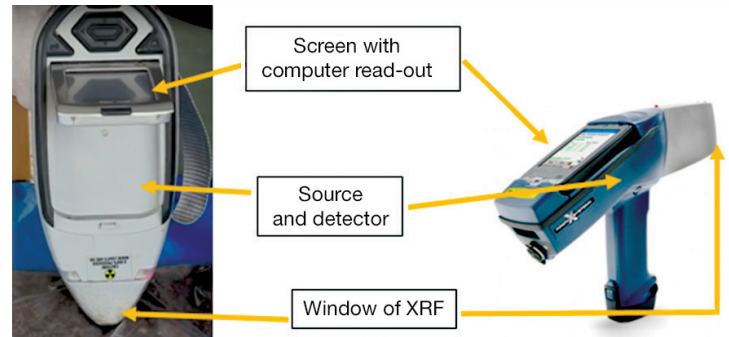 Screen with
computer read-out
Source
and detector
Window of XRF